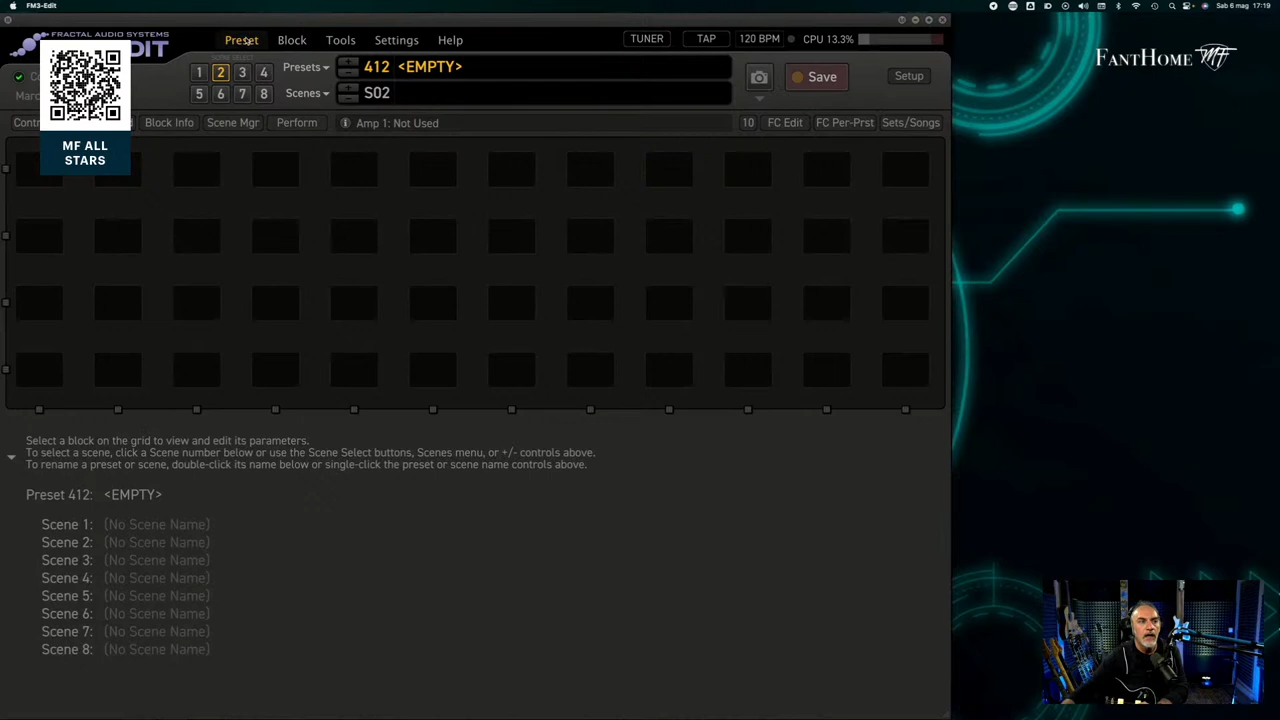 FM3-Edit
Sab 6 mag 17:19
FRACTAL AUDIO SYSTEMS
EDIT
Preset
Block
Tools
Settings
Help
TUNER
TAP
120 BPM
CPU 13.3%
SCENE SELECT
1 2 3 4
5 6 7 8
Presets
412 <EMPTY>
Scenes
S02
Save
Setup
FANTHOME MF
MF ALL
STARS
Block Info
Scene Mgr
Perform
Amp 1: Not Used
10
FC Edit
FC Per-Prst
Sets/Songs
Select a block on the grid to view and edit its parameters.
To select a scene, click a Scene number below or use the Scene Select buttons, Scenes menu, or +/- controls above.
To rename a preset or scene, double-click its name below or single-click the preset or scene name controls above.
Preset 412: <EMPTY>
Scene 1: (No Scene Name)
Scene 2: (No Scene Name)
Scene 3: (No Scene Name)
Scene 4: (No Scene Name)
Scene 5: (No Scene Name)
Scene 6: (No Scene Name)
Scene 7: (No Scene Name)
Scene 8: (No Scene Name)